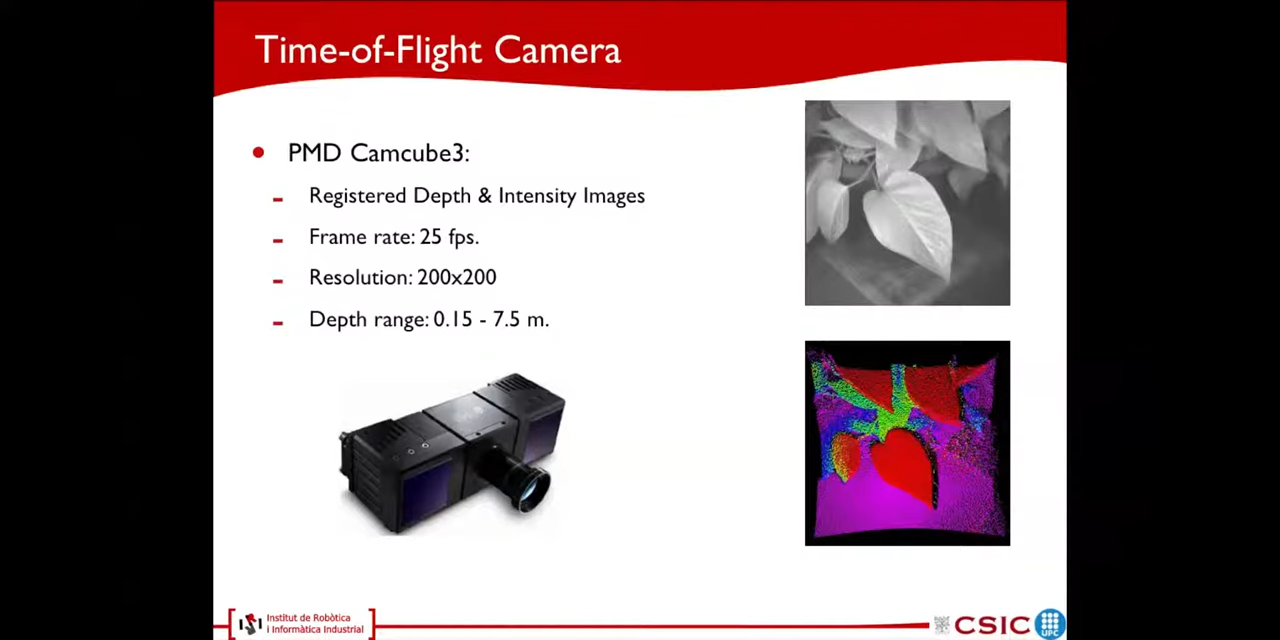 Time-of-Flight Camera
PMD Camcube3:
Registered Depth & Intensity Images
Frame rate: 25 fps.
Resolution: 200x200
Depth range: 0.15 - 7.5 m.
Institut de Robòtica
i Informàtica Industrial
CSIC
UPC